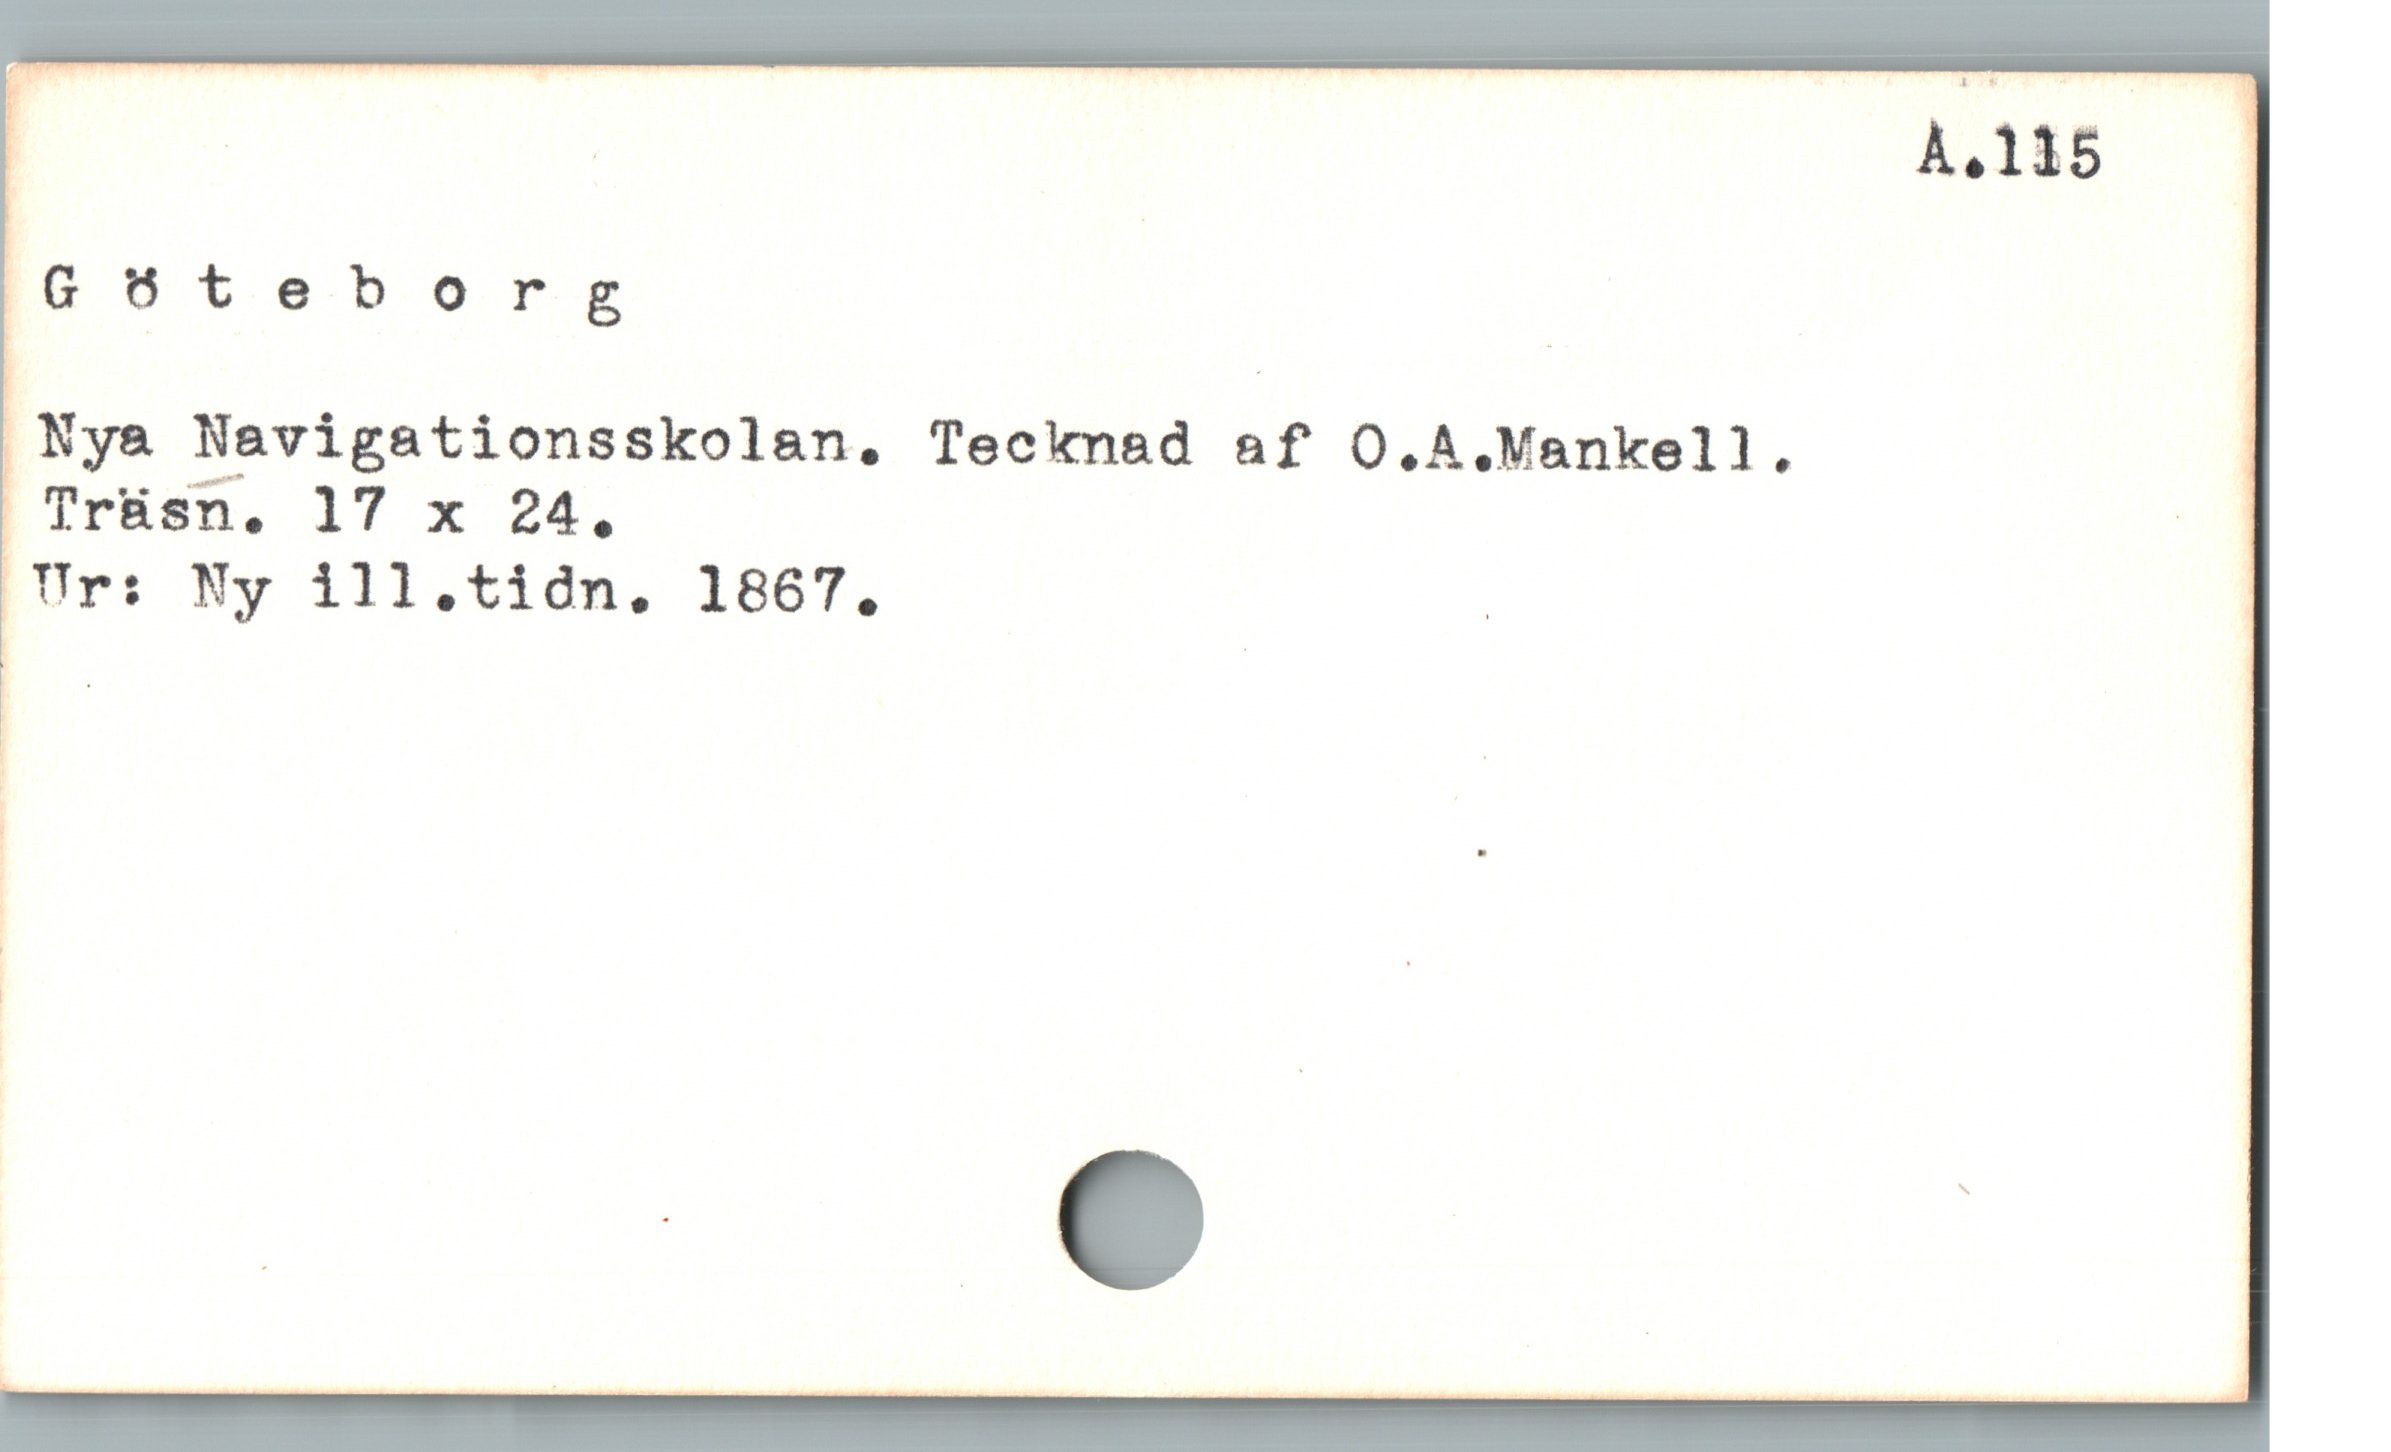 A.115
G ö t e b o r g
Nya Navigationsskolan. Tecknad af O.A.Mankell.
Träsn. 17 x 24.
Ur: Ny ill.tidn. 1867.